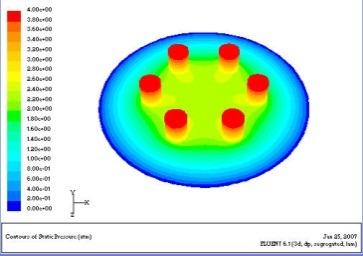 4.00e+00
3.80e+00
3.60e+00
3.40e+00
3.20e+00
3.00e+00
2.80e+00
2.60e+00
2.40e+00
2.20e+00
2.00e+00
1.80e+00
1.60e+00
1.40e+00
1.20e+00
1.00e+00
8.00e-01
6.00e-01
4.00e-01
2.00e-01
0.00e+00
Y
X
Z
Contours of Static Pressure (atm)
Jun 25, 2007
FLUENT 6.1 (3d, dp, segregated, lam)